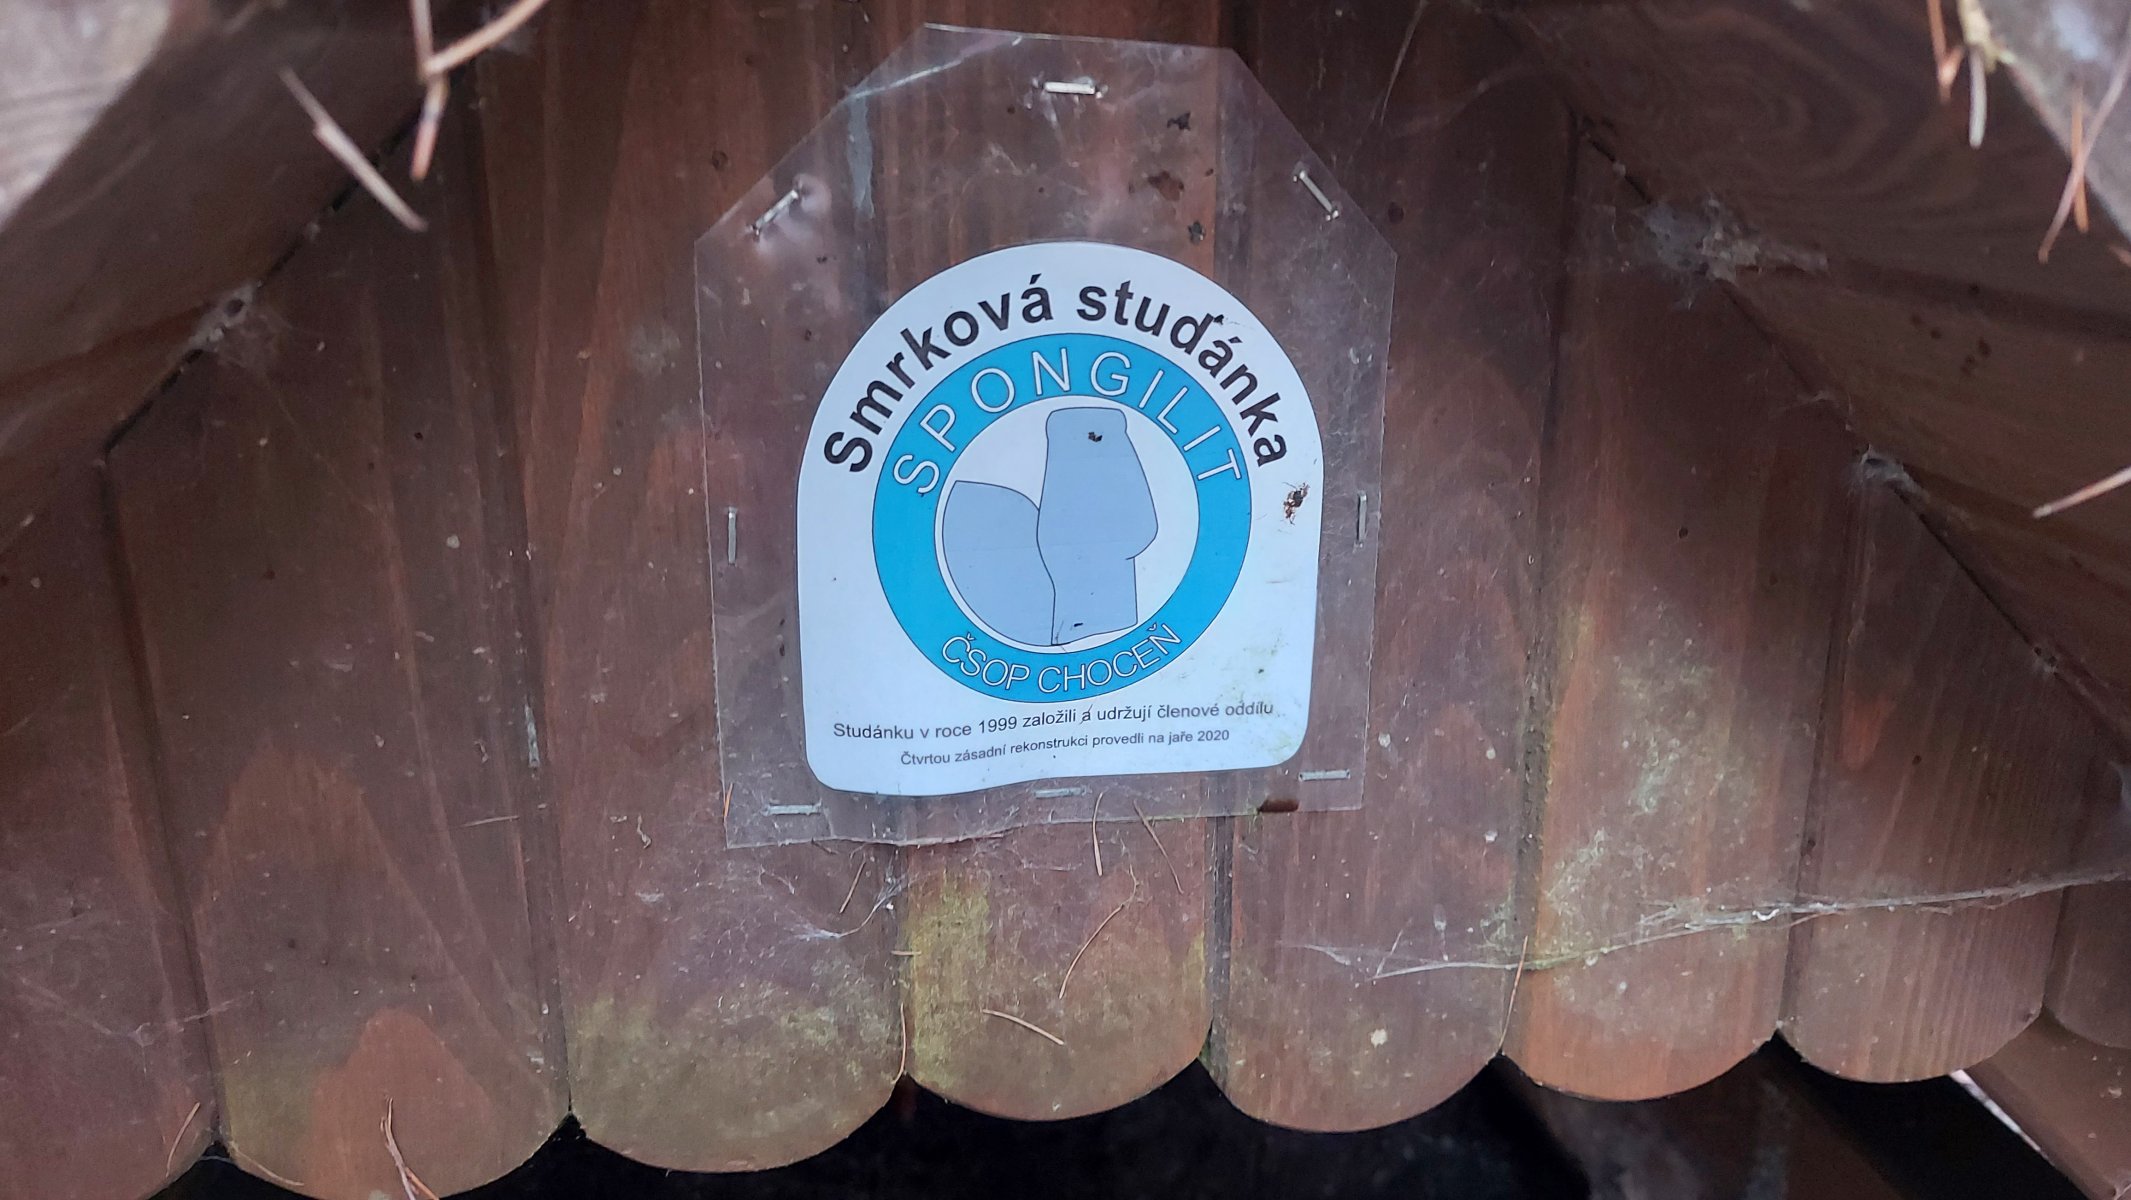 Smrková studánka
SPONGILIT
ČSOP CHOCEŇ
Studánku v roce 1999 založili a udržují členové oddílu
Čtvrtou zásadní rekonstrukci provedli na jaře 2020